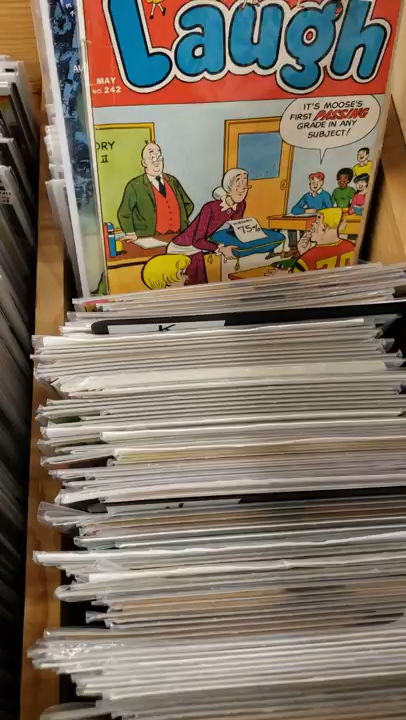 Laugh
MAY
NO. 242
IT'S MOOSE'S
FIRST PASSING
GRADE IN ANY
SUBJECT!
ORY
II
75%
K